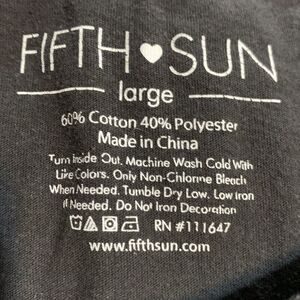 FIFTH SUN
large
60% Cotton 40% Polyester
Made in China
Turn Inside Out. Machine Wash Cold With
Like Colors. Only Non-Chlorine Bleach
When Needed. Tumble Dry Low. Low Iron
If Needed. Do Not Iron Decoration
RN #111647
www.fifthsun.com